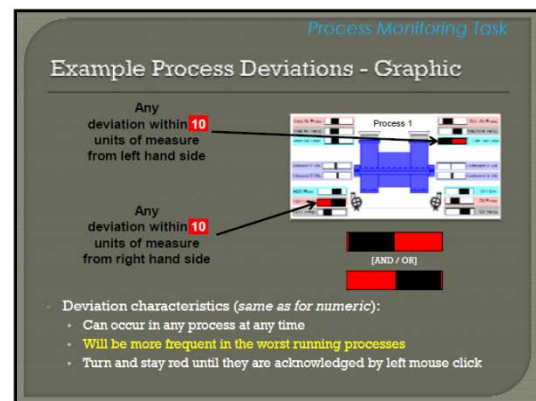 Process Monitoring Task
Example Process Deviations - Graphic
Any
deviation within 10
units of measure
from left hand side
Process 1
Any
deviation within 10
units of measure
from right hand side
[AND / OR]
Deviation characteristics (same as for numeric):
Can occur in any process at any time
Will be more frequent in the worst running processes
Turn and stay red until they are acknowledged by left mouse click